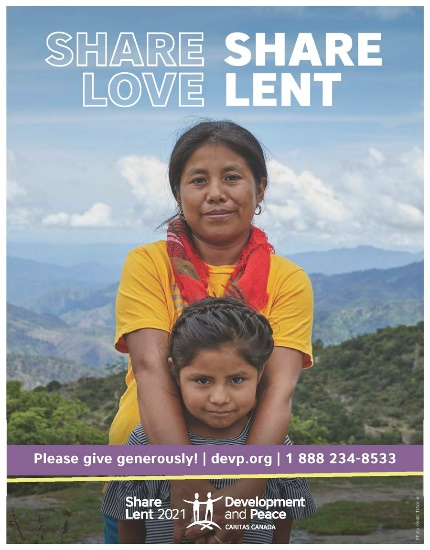 SHARE SHARE
LOVE LENT
Please give generously! | devp.org | 1 888 234-8533
Share
Lent 2021
Development
and Peace
CARITAS CANADA